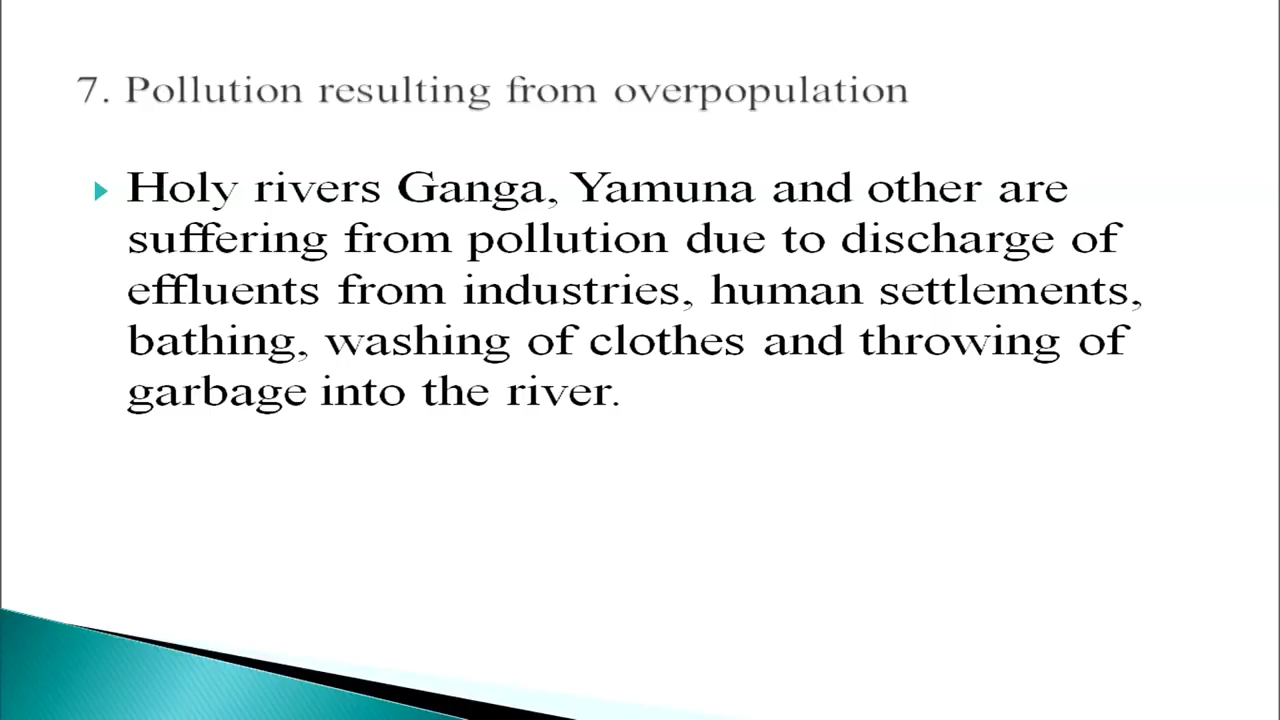 7. Pollution resulting from overpopulation
Holy rivers Ganga, Yamuna and other are
suffering from pollution due to discharge of
effluents from industries, human settlements,
bathing, washing of clothes and throwing of
garbage into the river.